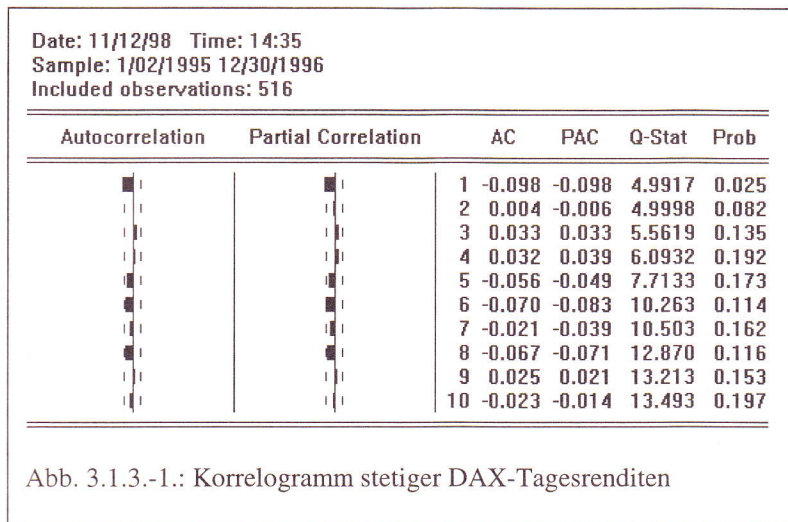 Date: 11/12/98 Time: 14:35
Sample: 1/02/1995 12/30/1996
Included observations: 516
Autocorrelation Partial Correlation AC PAC Q-Stat Prob
1 -0.098 -0.098 4.9917 0.025
2 0.004 -0.006 4.9998 0.082
3 0.033 0.033 5.5619 0.135
4 0.032 0.039 6.0932 0.192
5 -0.056 -0.049 7.7133 0.173
6 -0.070 -0.083 10.263 0.114
7 -0.021 -0.039 10.503 0.162
8 -0.067 -0.071 12.870 0.116
9 0.025 0.021 13.213 0.153
10 -0.023 -0.014 13.493 0.197
Abb. 3.1.3.-1.: Korrelogramm stetiger DAX-Tagesrenditen